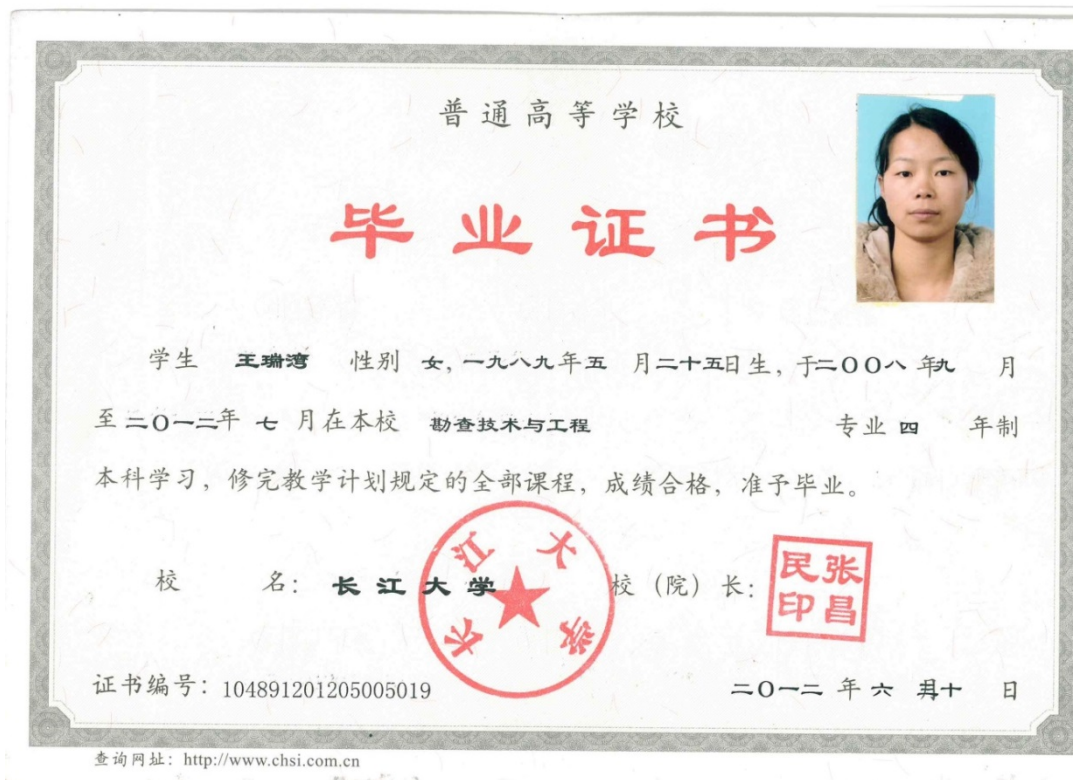 普通高等学校
毕业证书
学生 王瑞湾 性别 女，一九八九年五 月二十五日生，于二〇〇八 年九 月
至二〇一二年 七 月在本校 勘查技术与工程 专业 四 年制
本科学习，修完教学计划规定的全部课程，成绩合格，准予毕业。
校 名： 长江大学 校（院）长：
长江大学
张昌民印
证书编号：104891201205005019 二〇一二 年 六 月十 日
查询网址：http://www.chsi.com.cn